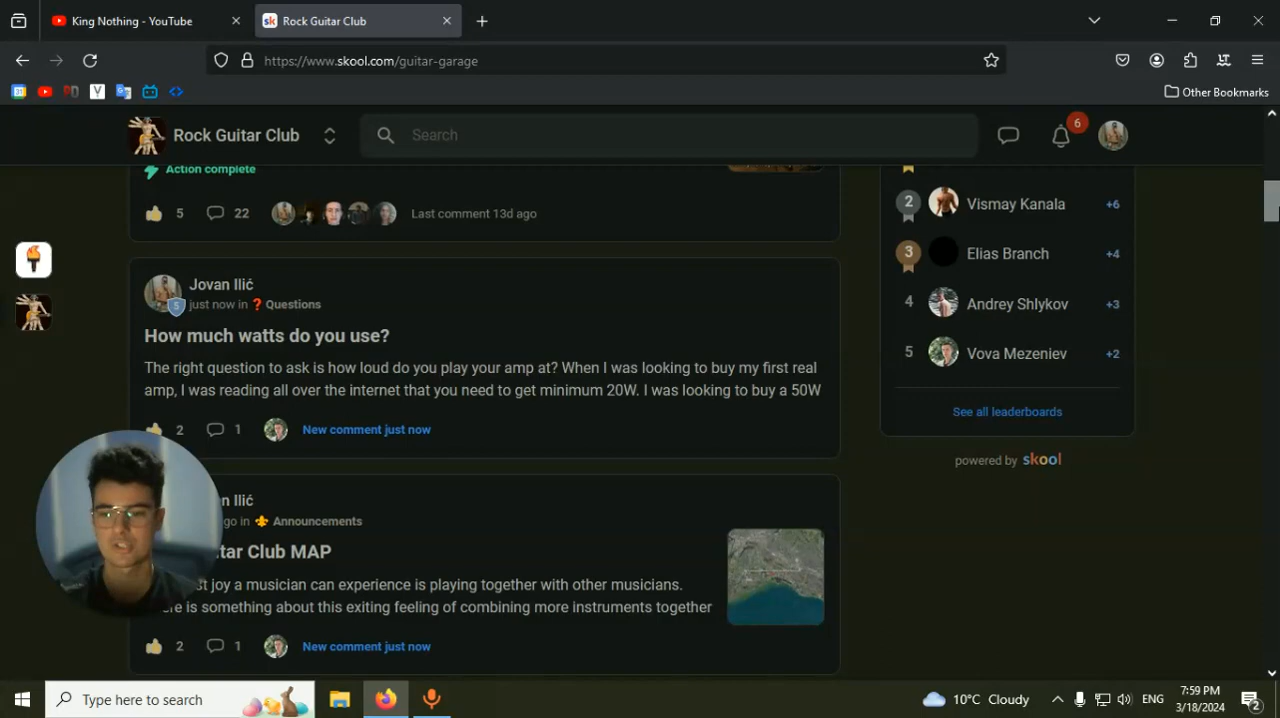 King Nothing - YouTube
Rock Guitar Club
https://www.skool.com/guitar-garage
Other Bookmarks
Rock Guitar Club
Search
6
Action complete
5
22
Last comment 13d ago
2
Vismay Kanala
+6
3
Elias Branch
+4
4
Andrey Shlykov
+3
5
Vova Mezeniev
+2
See all leaderboards
powered by skool
Jovan Ilić
5
just now in ❓ Questions
How much watts do you use?
The right question to ask is how loud do you play your amp at? When I was looking to buy my first real
amp, I was reading all over the internet that you need to get minimum 20W. I was looking to buy a 50W
2
1
New comment just now
Ilić
ago in ⚜️ Announcements
Club MAP
joy a musician can experience is playing together with other musicians.
is something about this exiting feeling of combining more instruments together
2
1
New comment just now
Type here to search
10°C Cloudy
ENG
7:59 PM
3/18/2024
2